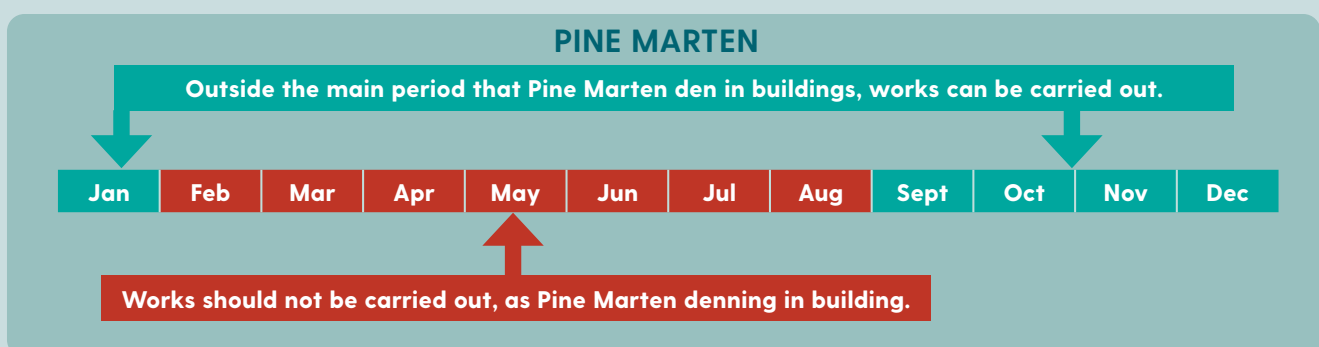 PINE MARTEN
Outside the main period that Pine Marten den in buildings, works can be carried out.
Jan Feb Mar Apr May Jun Jul Aug Sept Oct Nov Dec
Works should not be carried out, as Pine Marten denning in building.